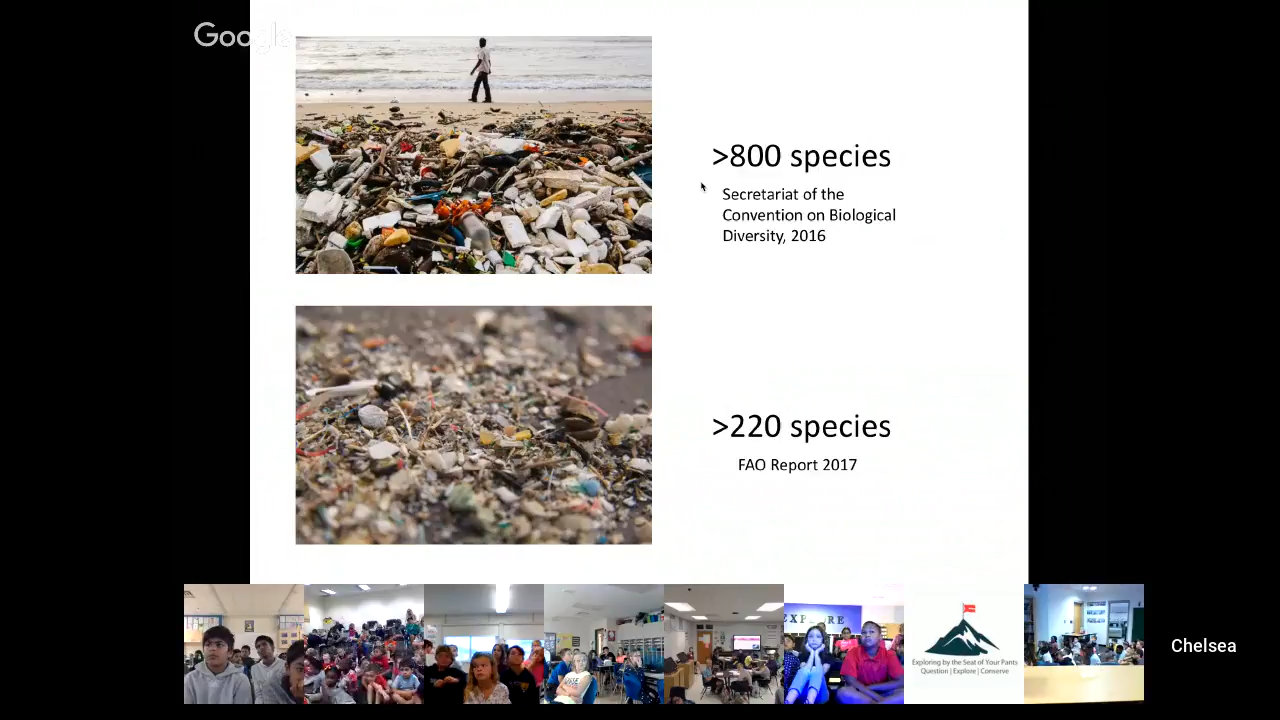 Google
>800 species
Secretariat of the
Convention on Biological
Diversity, 2016
>220 species
FAO Report 2017
EXPLORE
Exploring by the Seat of Your Pants
Question | Explore | Conserve
Chelsea